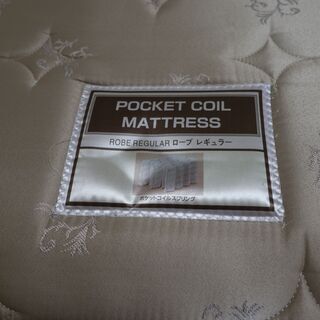 POCKET COIL
MATTRESS
ROBE REGULAR ローブ レギュラー
ポケットコイルスプリング